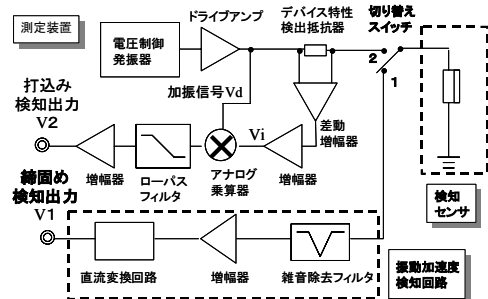 測定装置
電圧制御
発振器
ドライブアンプ
デバイス特性
検出抵抗器
切り替え
スイッチ
2
1
加振信号Vd
打込み
検知出力
V2
Vi
差動
増幅器
増幅器
ローパス
フィルタ
アナログ
乗算器
増幅器
締固め
検知出力
V1
検知
センサ
直流変換回路
増幅器
雑音除去フィルタ
振動加速度
検知回路